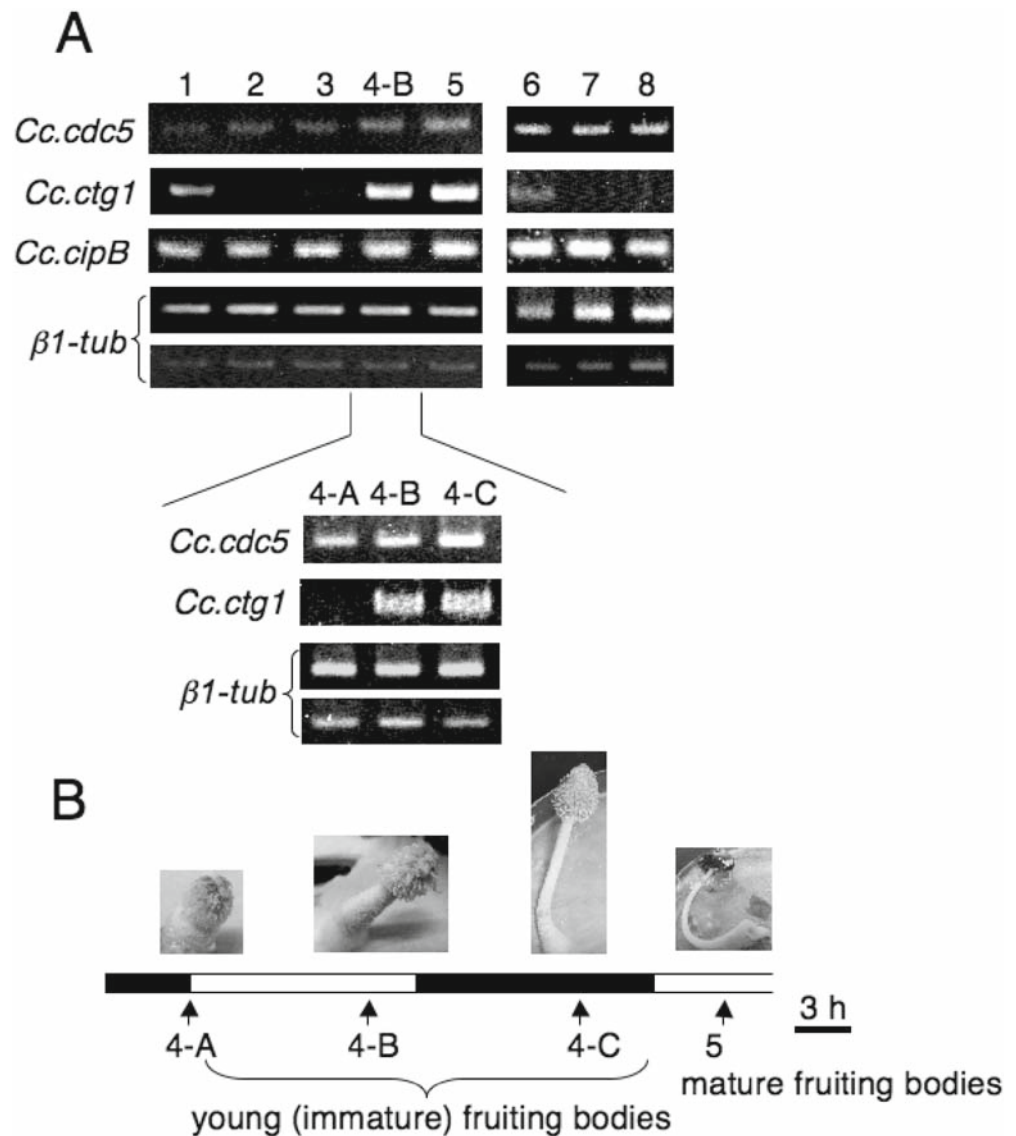 A
1 2 3 4-B 5 6 7 8
Cc.cdc5
Cc.ctg1
Cc.cipB
β1-tub
4-A 4-B 4-C
Cc.cdc5
Cc.ctg1
β1-tub
B
3 h
4-A 4-B 4-C 5
mature fruiting bodies
young (immature) fruiting bodies